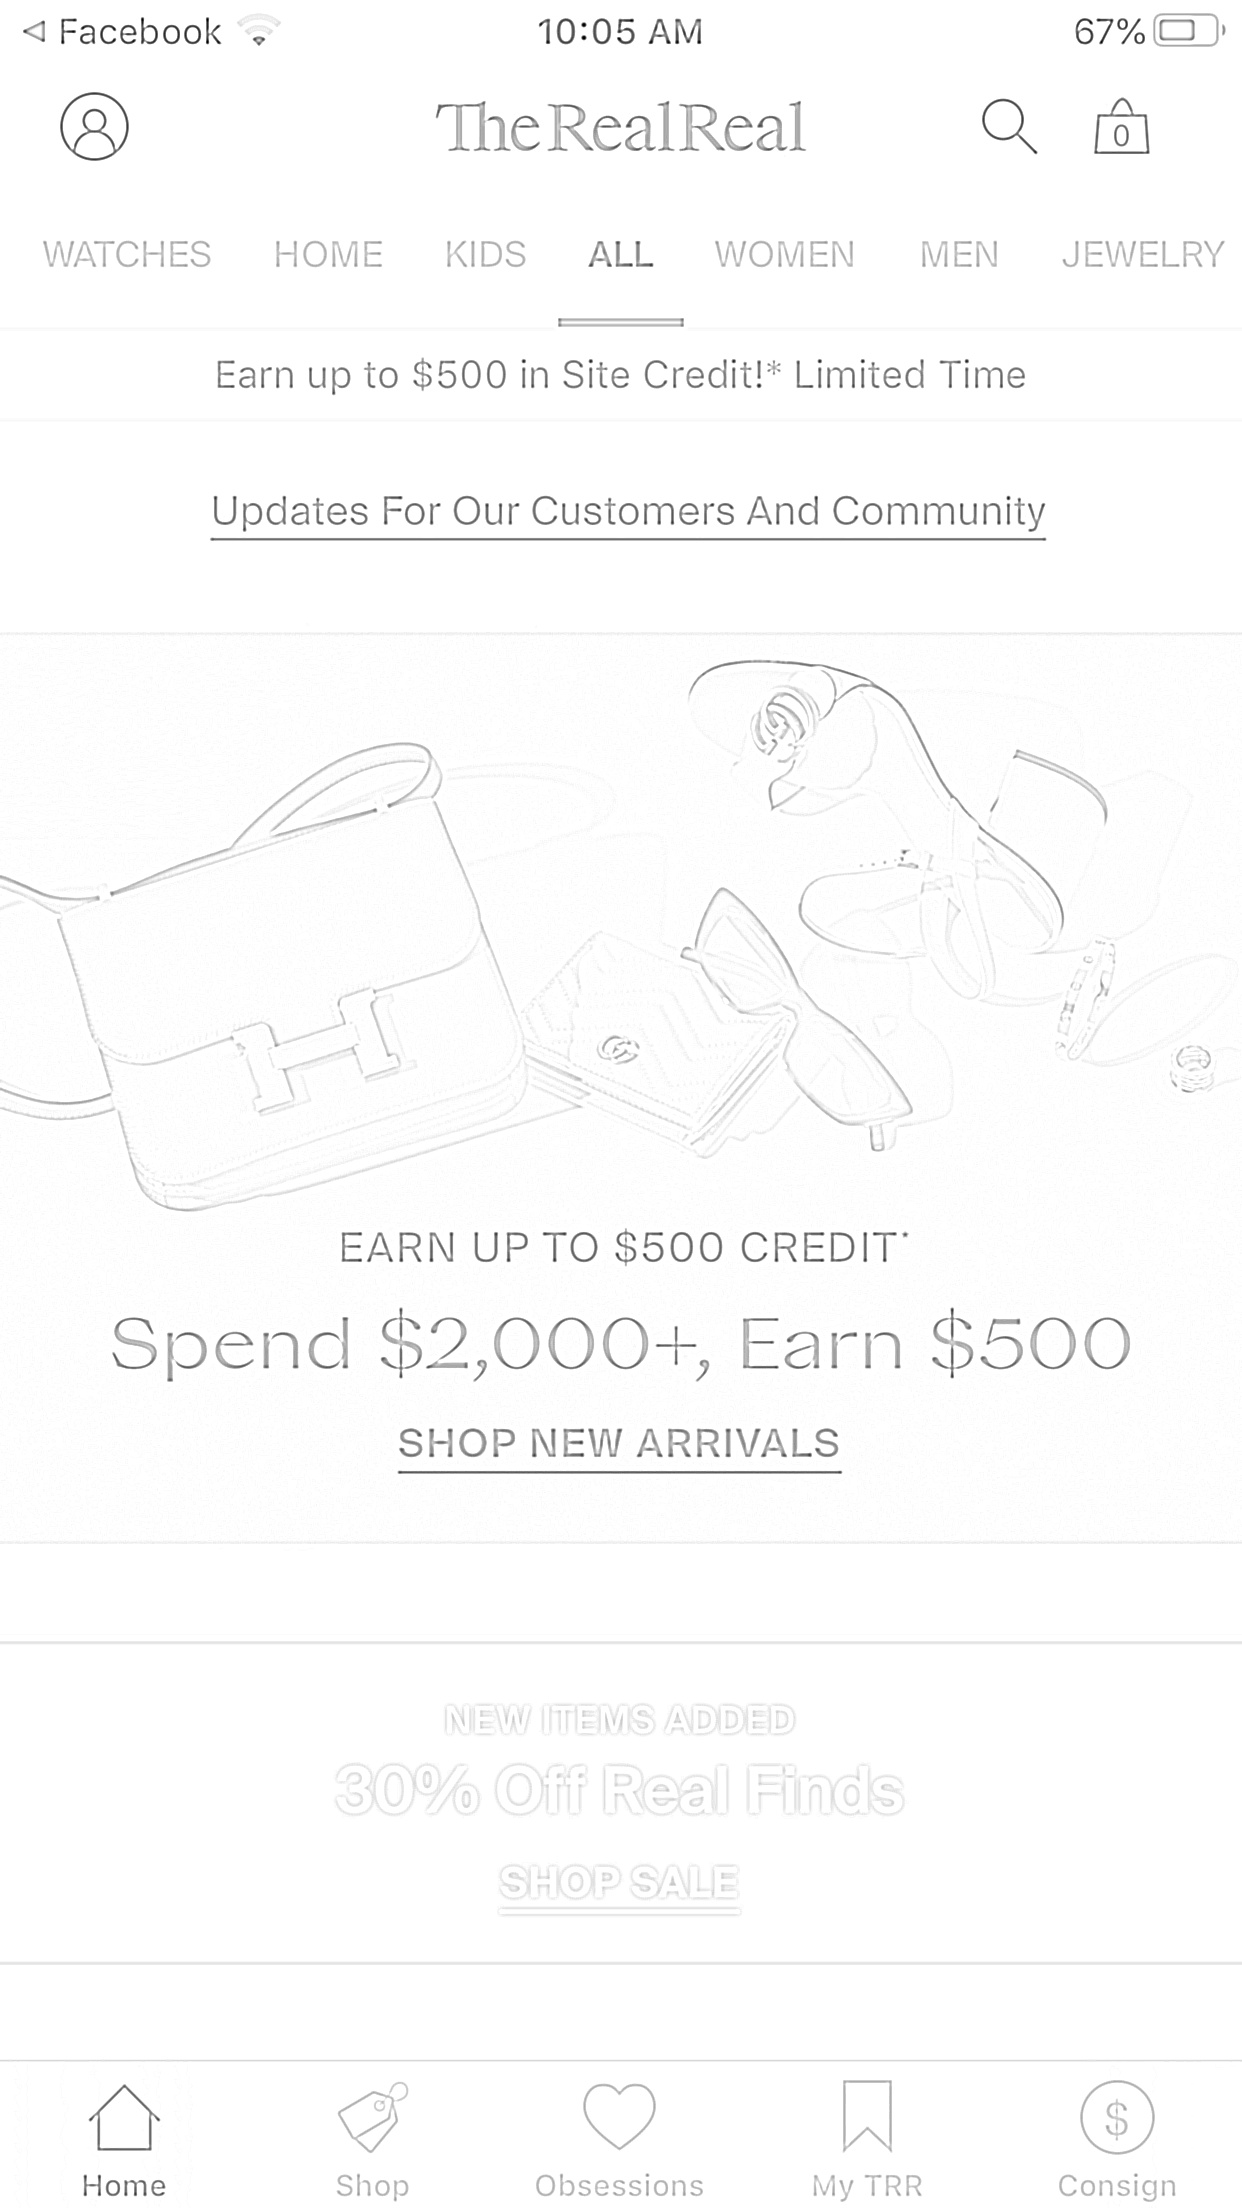 Facebook 10:05 AM 67%
TheRealReal 0
WATCHES HOME KIDS ALL WOMEN MEN JEWELRY
Earn up to $500 in Site Credit!* Limited Time
Updates For Our Customers And Community
EARN UP TO $500 CREDIT*
Spend $2,000+, Earn $500
SHOP NEW ARRIVALS
NEW ITEMS ADDED
30% Off Real Finds
SHOP SALE
$
Home Shop Obsessions My TRR Consign